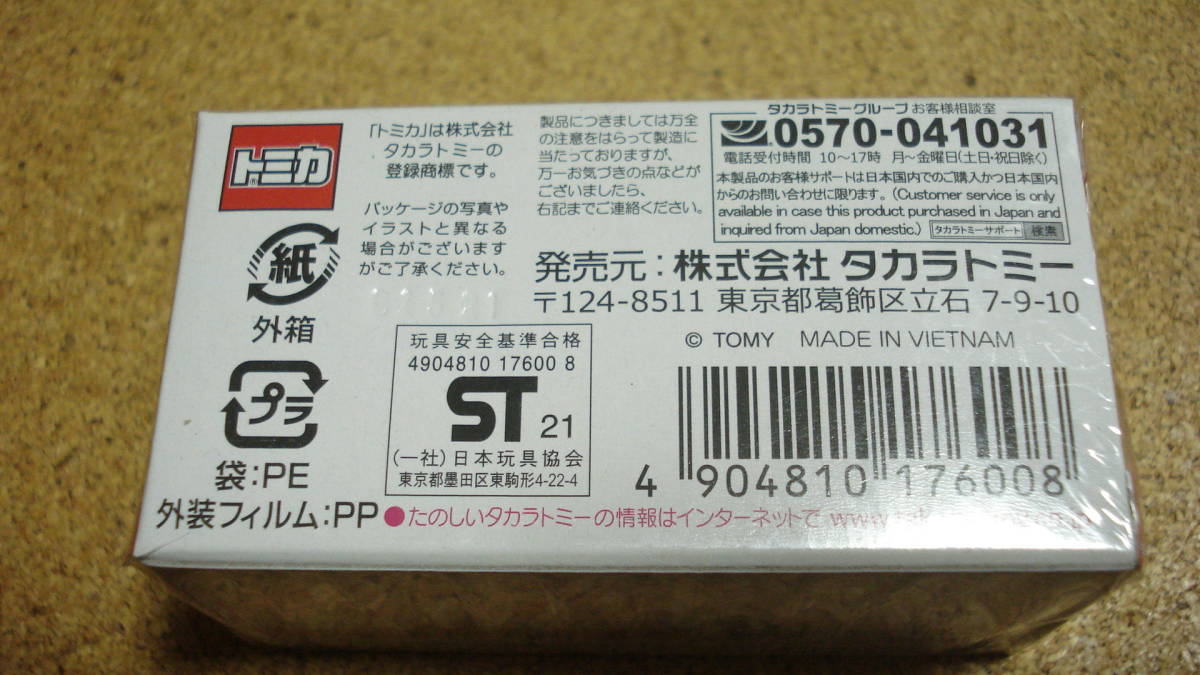 トミカ
「トミカ」は株式会社
タカラトミーの
登録商標です。
パッケージの写真や
イラストと異なる
場合がございます
がご了承ください。
製品につきましては万全
の注意をはらって製造に
当たっておりますが、
万一お気づきの点などが
ございましたら、
右記までご連絡ください。
タカラトミーグループ お客様相談室
0570-041031
電話受付時間 10～17時 月～金曜日(土日・祝日除く)
本製品のお客様サポートは日本国内でのご購入かつ日本国内
からのお問い合わせに限ります。(Customer service is only
available in case this product purchased in Japan and
inquired from Japan domestic.) タカラトミーサポート 検索
発売元:株式会社 タカラトミー
〒124-8511 東京都葛飾区立石 7-9-10
© TOMY MADE IN VIETNAM
紙
外箱
プラ
袋:PE
外装フィルム:PP
玩具安全基準合格
4904810 17600 8
ST 21
(一社)日本玩具協会
東京都墨田区東駒形4-22-4
4 904810 176008
●たのしいタカラトミーの情報はインターネットで www.